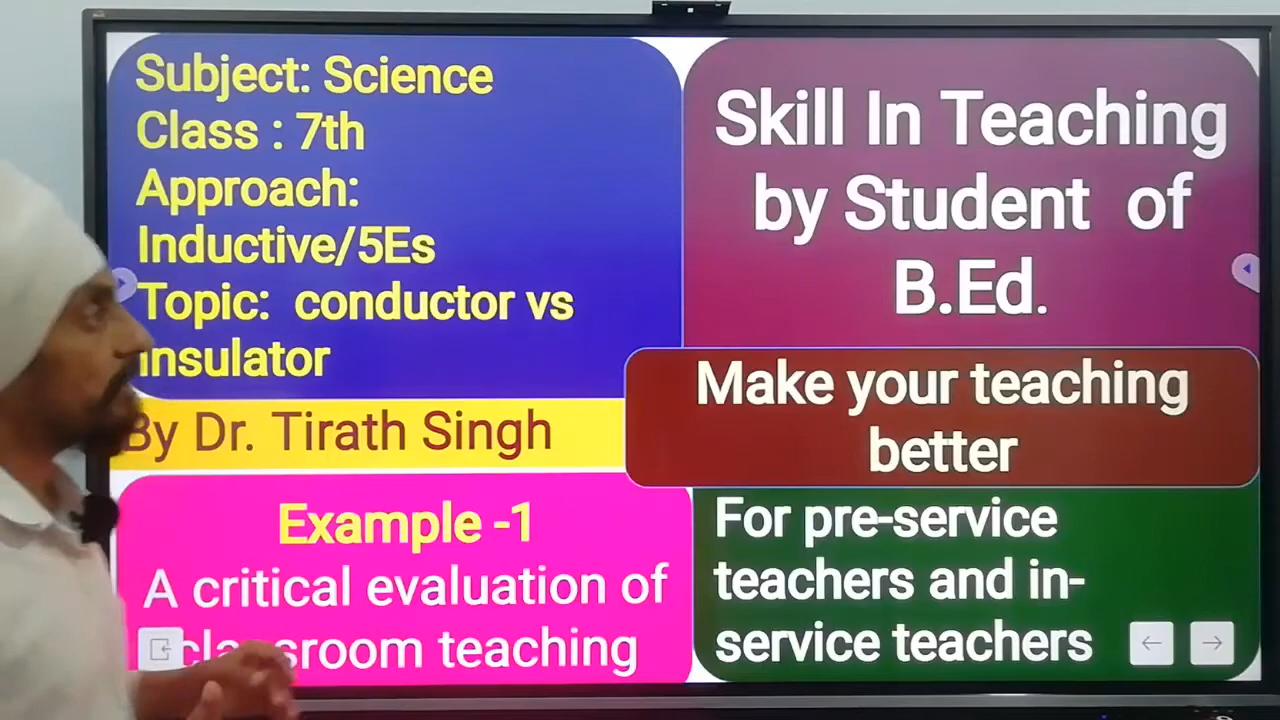 Subject: Science
Class : 7th
Approach:
Inductive/5Es
Topic: conductor vs
insulator
By Dr. Tirath Singh
Example -1
A critical evaluation of
classroom teaching
Skill In Teaching
by Student of
B.Ed.
Make your teaching
better
For pre-service
teachers and in-
service teachers